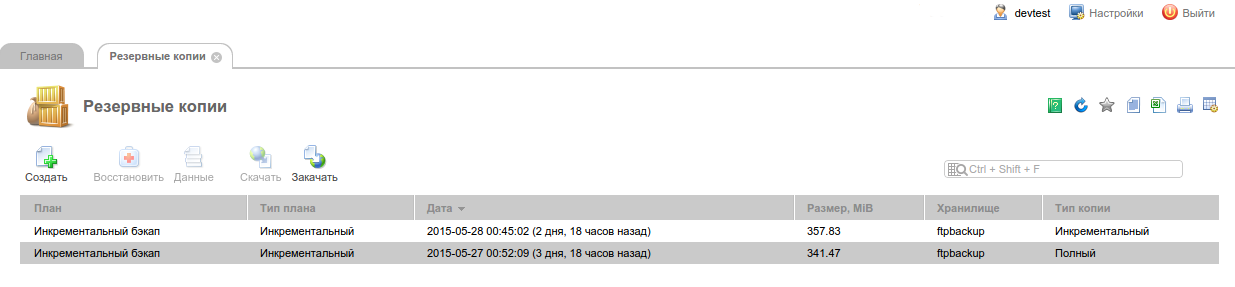 devtest Настройки Выйти
Главная Резервные копии
Резервные копии
Создать Восстановить Данные Скачать Закачать
Ctrl + Shift + F
План Тип плана Дата Размер, MiB Хранилище Тип копии
Инкрементальный бэкап Инкрементальный 2015-05-28 00:45:02 (2 дня, 18 часов назад) 357.83 ftpbackup Инкрементальный
Инкрементальный бэкап Инкрементальный 2015-05-27 00:52:09 (3 дня, 18 часов назад) 341.47 ftpbackup Полный